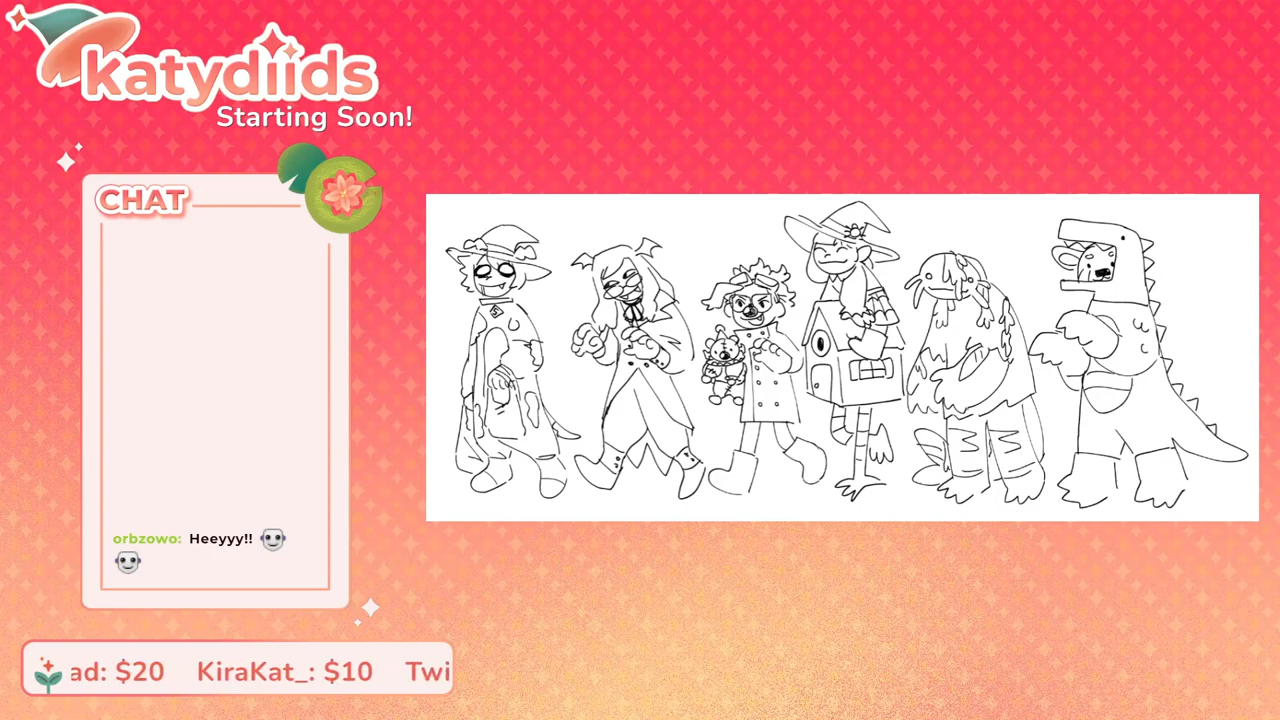 Katydiids
Starting Soon!
CHAT
orbzowo: Heeyyy!!
ad: $20 KiraKat_: $10 Twi